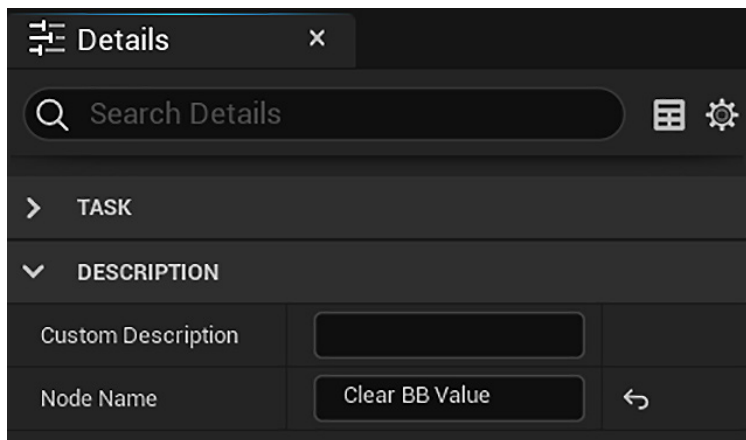 Details
Search Details
TASK
DESCRIPTION
Custom Description
Node Name Clear BB Value